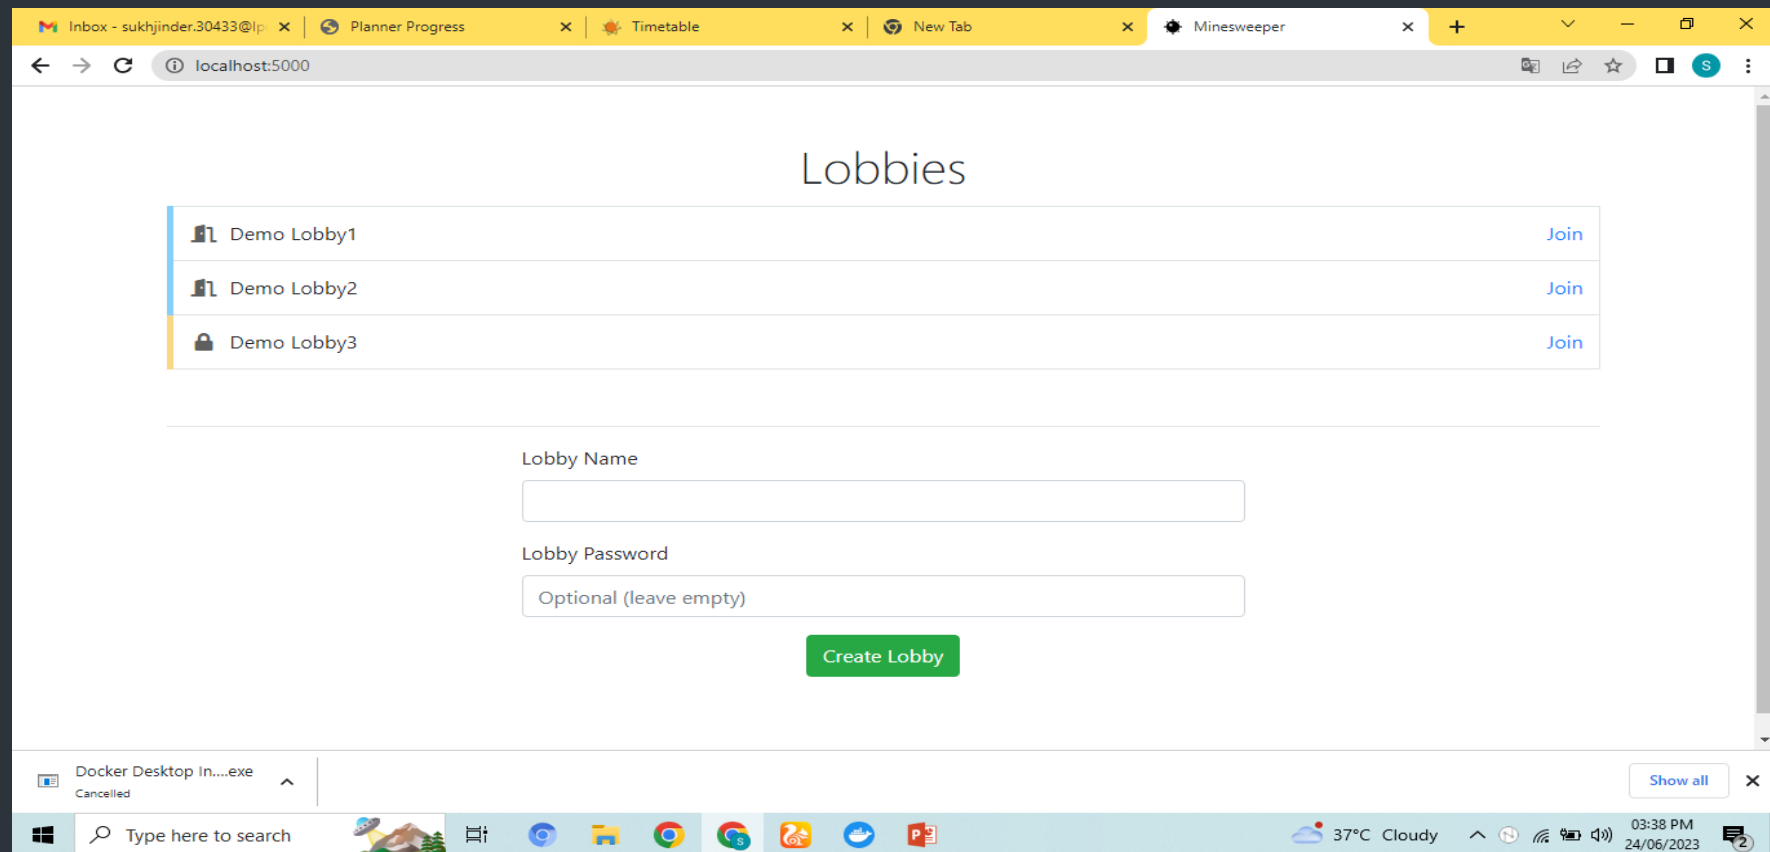 Inbox - sukhjinder.30433@lp
Planner Progress
Timetable
New Tab
Minesweeper
localhost:5000
S
Lobbies
Demo Lobby1 Join
Demo Lobby2 Join
Demo Lobby3 Join
Lobby Name
Lobby Password
Optional (leave empty)
Create Lobby
Docker Desktop In....exe
Cancelled
Show all
Type here to search
37°C Cloudy
03:38 PM
24/06/2023
2